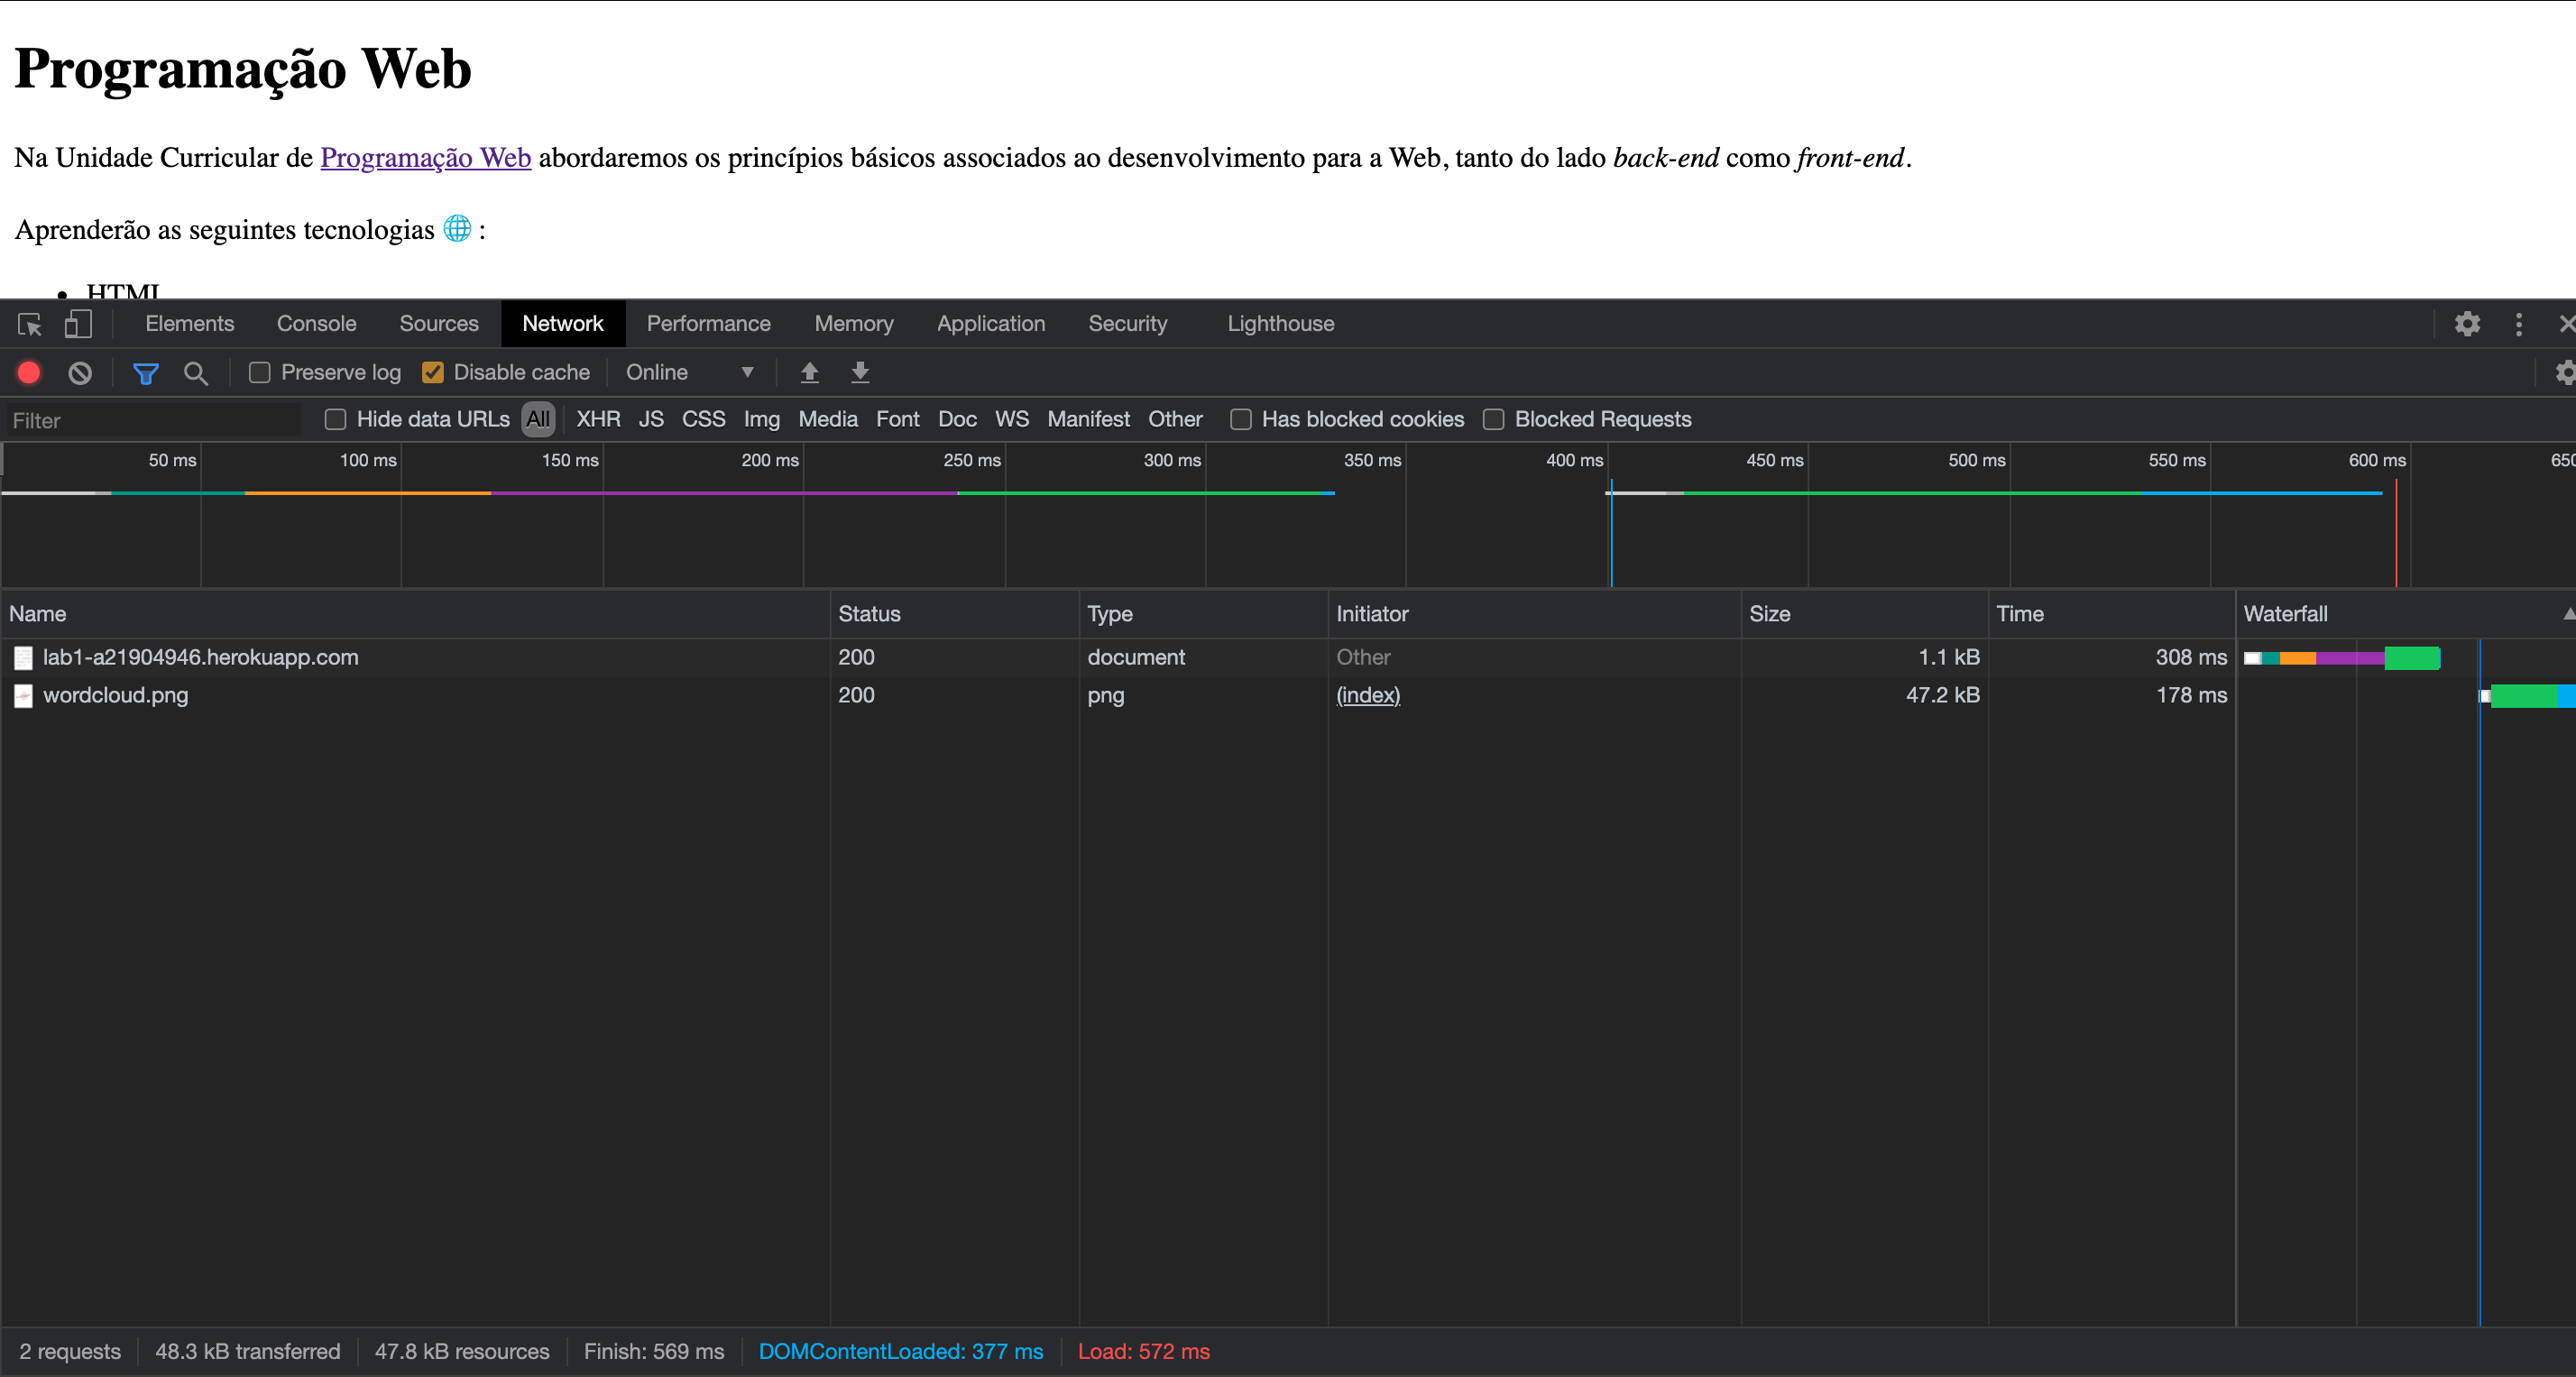 Programação Web
Na Unidade Curricular de Programação Web abordaremos os princípios básicos associados ao desenvolvimento para a Web, tanto do lado back-end como front-end.
Aprenderão as seguintes tecnologias 🌐 :
• HTML
Elements Console Sources Network Performance Memory Application Security Lighthouse
Preserve log Disable cache Online
Filter Hide data URLs All XHR JS CSS Img Media Font Doc WS Manifest Other Has blocked cookies Blocked Requests
50 ms 100 ms 150 ms 200 ms 250 ms 300 ms 350 ms 400 ms 450 ms 500 ms 550 ms 600 ms 650
Name Status Type Initiator Size Time Waterfall
lab1-a21904946.herokuapp.com 200 document Other 1.1 kB 308 ms
wordcloud.png 200 png (index) 47.2 kB 178 ms
2 requests 48.3 kB transferred 47.8 kB resources Finish: 569 ms DOMContentLoaded: 377 ms Load: 572 ms